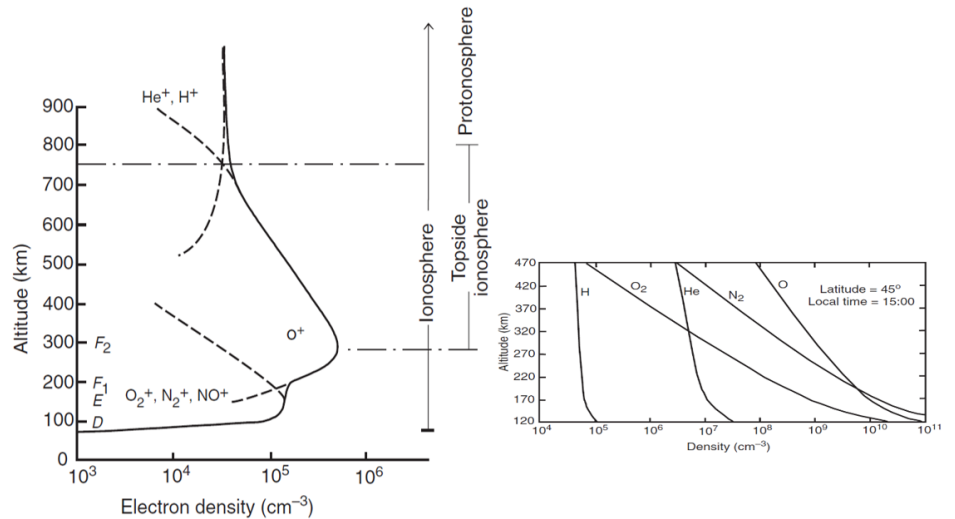 Protonosphere
Topside
ionosphere
Ionosphere
Altitude (km)
900
800
700
600
500
400
300
200
100
0
F2
F1
E
D
He+, H+
O+
O2+, N2+, NO+
10³
10⁴
10⁵
10⁶
Electron density (cm⁻³)
Altitude (km)
470
420
370
320
270
220
170
120
H
O2
He
N2
O
Latitude = 45º
Local time = 15:00
10⁴
10⁵
10⁶
10⁷
10⁸
10⁹
10¹⁰
10¹¹
Density (cm⁻³)